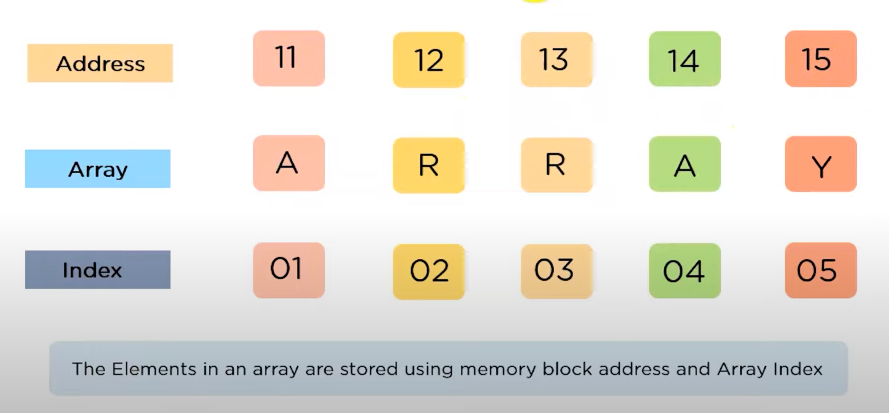 Address 11 12 13 14 15
Array A R R A Y
Index 01 02 03 04 05
The Elements in an array are stored using memory block address and Array Index